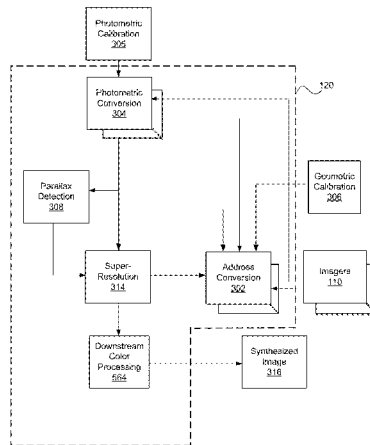 Photometric
Calibration
305
120
Photometric
Conversion
304
Geometric
Calibration
306
Parallax
Detection
308
Super-
Resolution
314
Address
Conversion
302
Imagers
110
Downstream
Color
Processing
564
Synthesized
Image
316